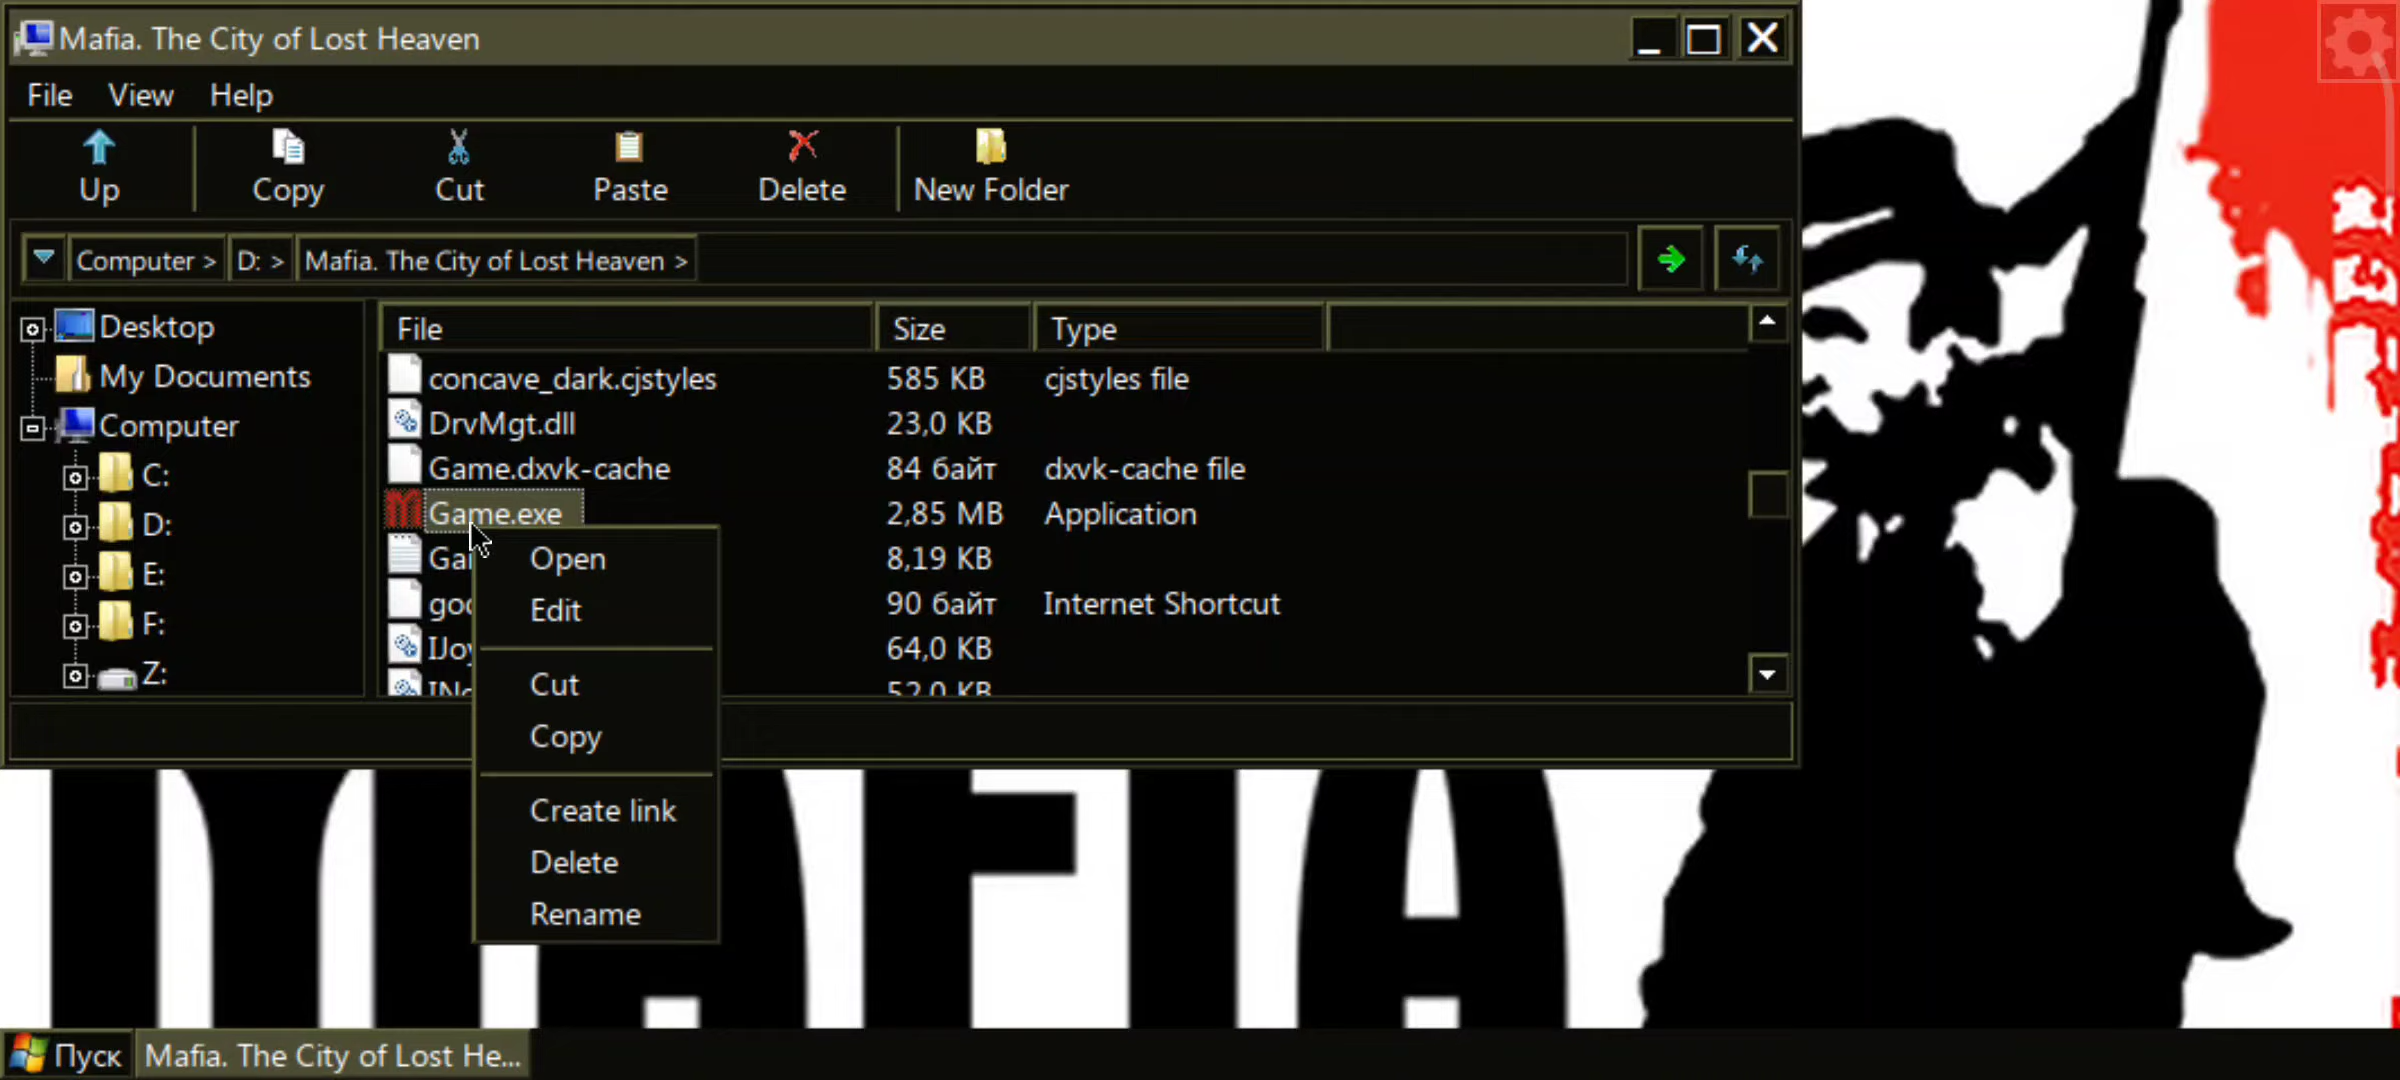 Mafia. The City of Lost Heaven
File View Help
Up Copy Cut Paste Delete New Folder
Computer > D: > Mafia. The City of Lost Heaven >
Desktop
My Documents
Computer
C:
D:
E:
F:
Z:
File Size Type
concave_dark.cjstyles 585 KB cjstyles file
DrvMgt.dll 23,0 KB
Game.dxvk-cache 84 байт dxvk-cache file
Game.exe 2,85 MB Application
8,19 KB
90 байт Internet Shortcut
64,0 KB
52,0 KB
Open
Edit
Cut
Copy
Create link
Delete
Rename
Пуск Mafia. The City of Lost He...